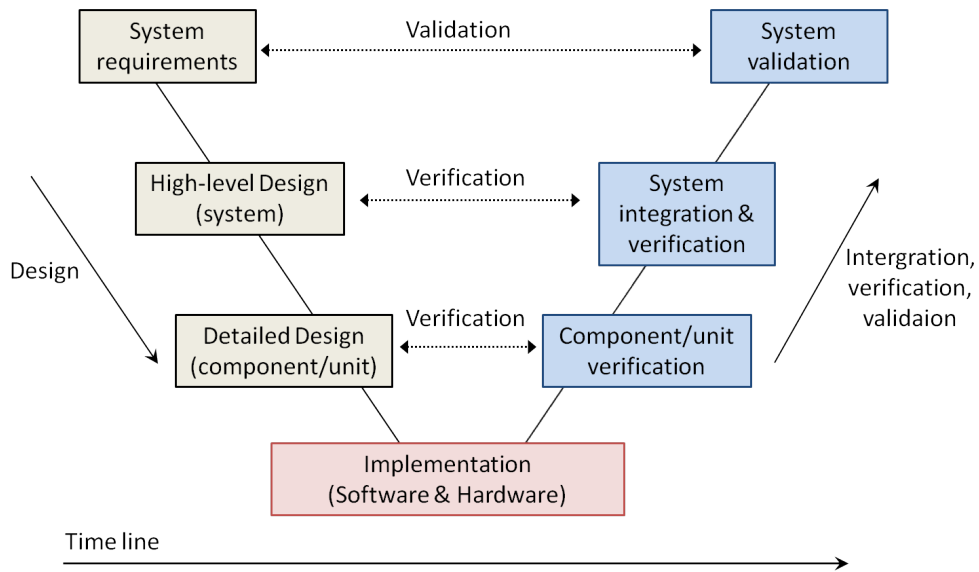 System
requirements
Validation
System
validation
High-level Design
(system)
Verification
System
integration &
verification
Design
Intergration,
verification,
validaion
Detailed Design
(component/unit)
Verification
Component/unit
verification
Implementation
(Software & Hardware)
Time line